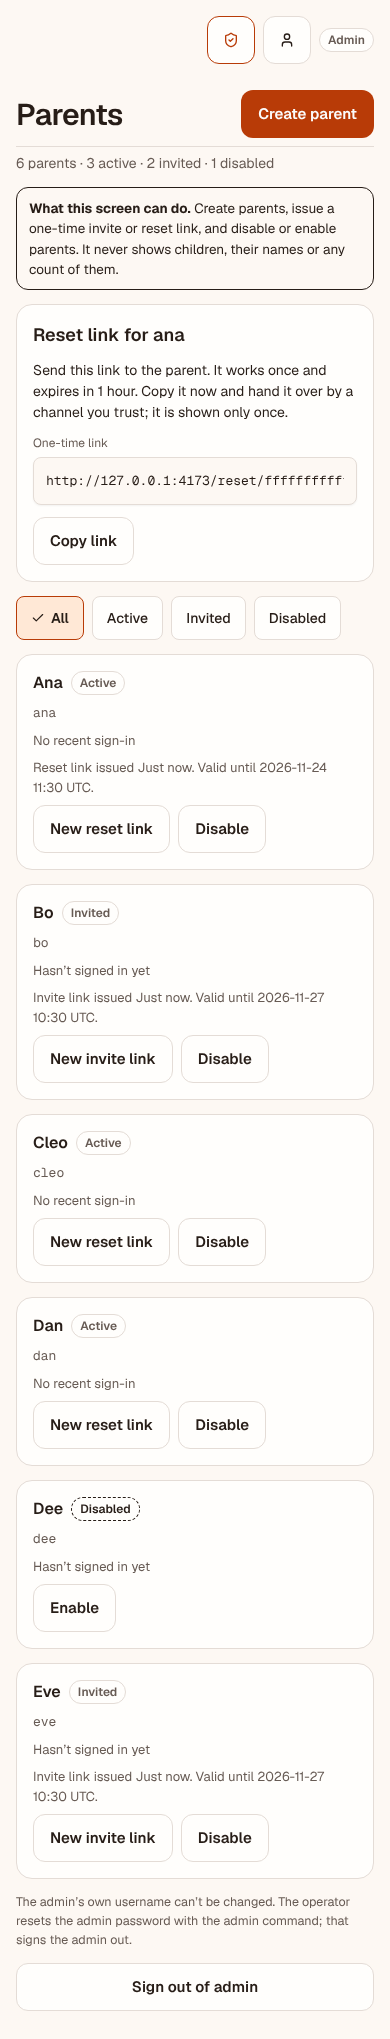 Admin
Parents
Create parent
6 parents · 3 active · 2 invited · 1 disabled
What this screen can do. Create parents, issue a
one-time invite or reset link, and disable or enable
parents. It never shows children, their names or any
count of them.
Reset link for ana
Send this link to the parent. It works once and
expires in 1 hour. Copy it now and hand it over by a
channel you trust; it is shown only once.
One-time link
http://127.0.0.1:4173/reset/ffffffffff
Copy link
All
Active
Invited
Disabled
Ana Active
ana
No recent sign-in
Reset link issued Just now. Valid until 2026-11-24
11:30 UTC.
New reset link
Disable
Bo Invited
bo
Hasn’t signed in yet
Invite link issued Just now. Valid until 2026-11-27
10:30 UTC.
New invite link
Disable
Cleo Active
cleo
No recent sign-in
New reset link
Disable
Dan Active
dan
No recent sign-in
New reset link
Disable
Dee Disabled
dee
Hasn’t signed in yet
Enable
Eve Invited
eve
Hasn’t signed in yet
Invite link issued Just now. Valid until 2026-11-27
10:30 UTC.
New invite link
Disable
The admin’s own username can’t be changed. The operator
resets the admin password with the admin command; that
signs the admin out.
Sign out of admin